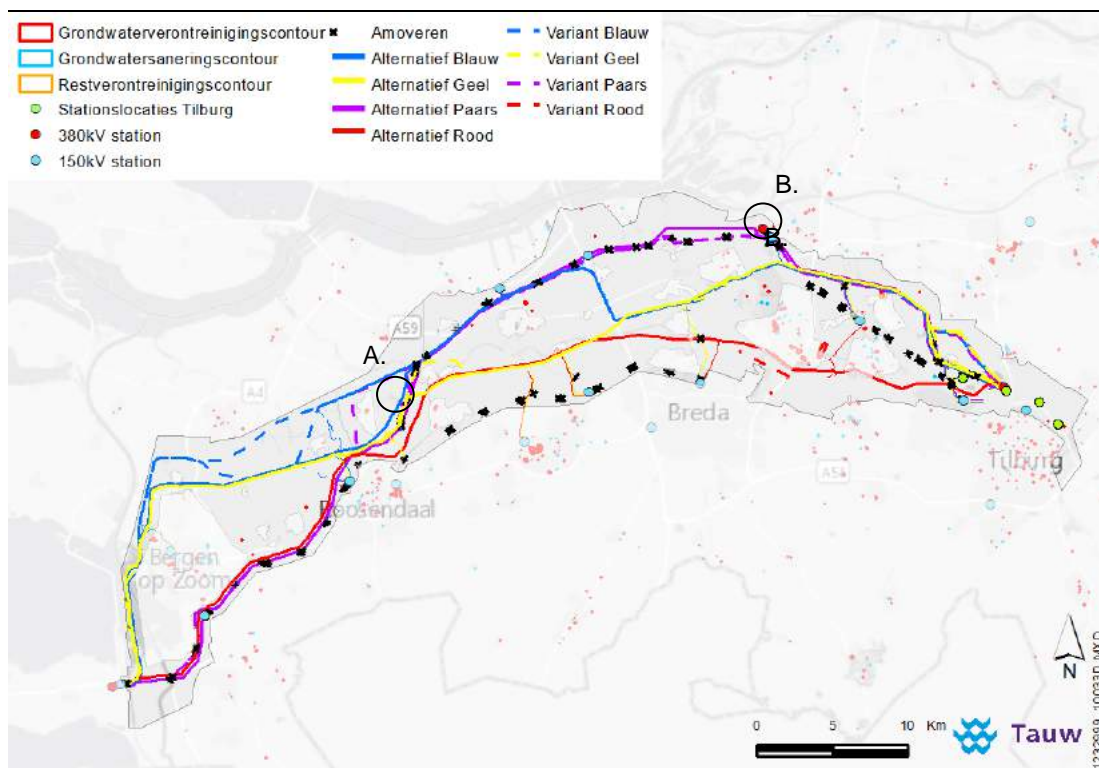 Grondwaterverontreinigingscontour
Grondwatersaneringscontour
Restverontreinigingscontour
Stationslocaties Tilburg
380kV station
150kV station
Amoveren
Alternatief Blauw
Alternatief Geel
Alternatief Paars
Alternatief Rood
Variant Blauw
Variant Geel
Variant Paars
Variant Rood
B.
A59
A.
A4
Breda
Tilburg
A58
Roosendaal
Bergen
op Zoom
N
0 5 10 Km
Tauw